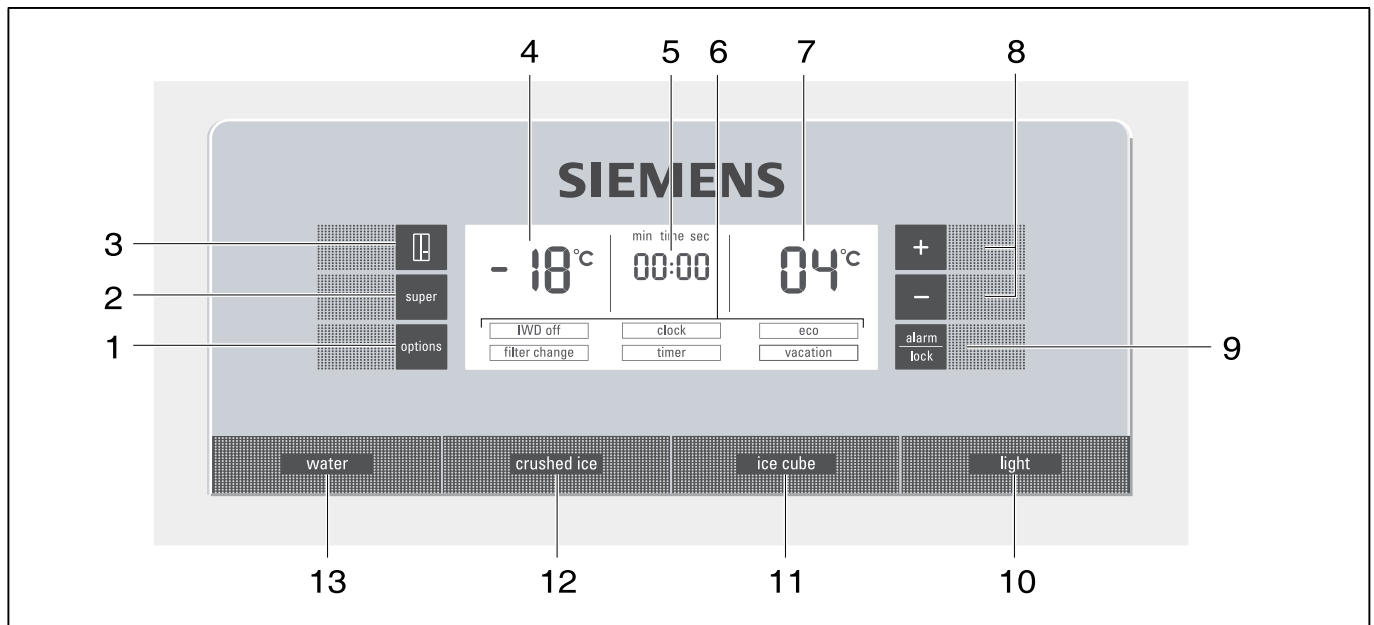 4 5 6 7 8
SIEMENS
3 min time sec +
-18°C 00:00 04°C
2 super −
IWD off clock eco
1 options filter change timer vacation alarm lock 9
water crushed ice ice cube light
13 12 11 10